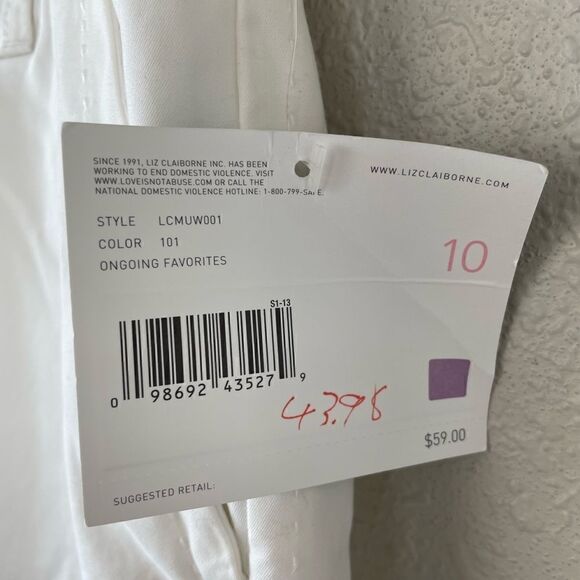 SINCE 1991, LIZ CLAIBORNE INC. HAS BEEN
WORKING TO END DOMESTIC VIOLENCE. VISIT
WWW.LOVEISNOTABUSE.COM OR CALL THE
NATIONAL DOMESTIC VIOLENCE HOTLINE: 1-800-799-SAFE.
WWW.LIZCLAIBORNE.COM
STYLE LCMUW001
COLOR 101
ONGOING FAVORITES
10
S1-13
0 98692 43527 9
43.98
$59.00
SUGGESTED RETAIL: